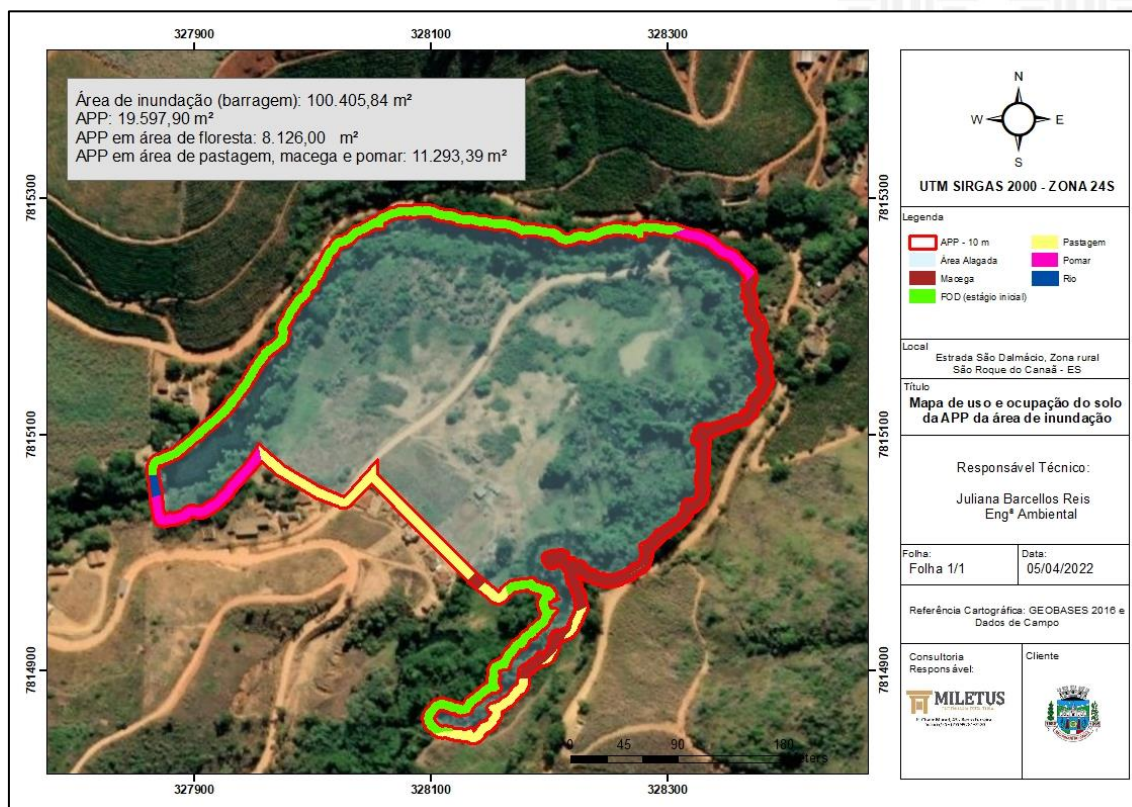 327900
328100
328300
Área de inundação (barragem): 100.405,84 m²
APP: 19.597,90 m²
APP em área de floresta: 8.126,00 m²
APP em área de pastagem, macega e pomar: 11.293,39 m²
7815300
7815300
7815100
7815100
7814900
7814900
0 45 90 180
327900
328100
328300
N
W E
S
UTM SIRGAS 2000 - ZONA 24S
Legenda
APP - 10 m
Área Alagada
Macega
FOD (estágio inicial)
Pastagem
Pomar
Rio
Local
Estrada São Dalmácio, Zona rural
São Roque do Canaã - ES
Título
Mapa de uso e ocupação do solo
da APP da área de inundação
Responsável Técnico:
Juliana Barcellos Reis
Engª Ambiental
Folha:
Folha 1/1
Data:
05/04/2022
Referência Cartográfica: GEOBASES 2016 e
Dados de Campo
Consultoria
Responsável:
MILETUS
Cliente